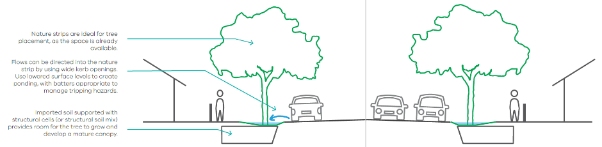 Nature strips are ideal for tree
placement, as the space is already
available.
Flows can be directed into the nature
strip by using wide kerb openings.
Use lowered surface levels to create
ponding, with batters appropriate to
manage tripping hazards.
Imported soil supported with
structural cells (or structural soil mix)
provides room for the tree to grow and
develop a mature canopy.